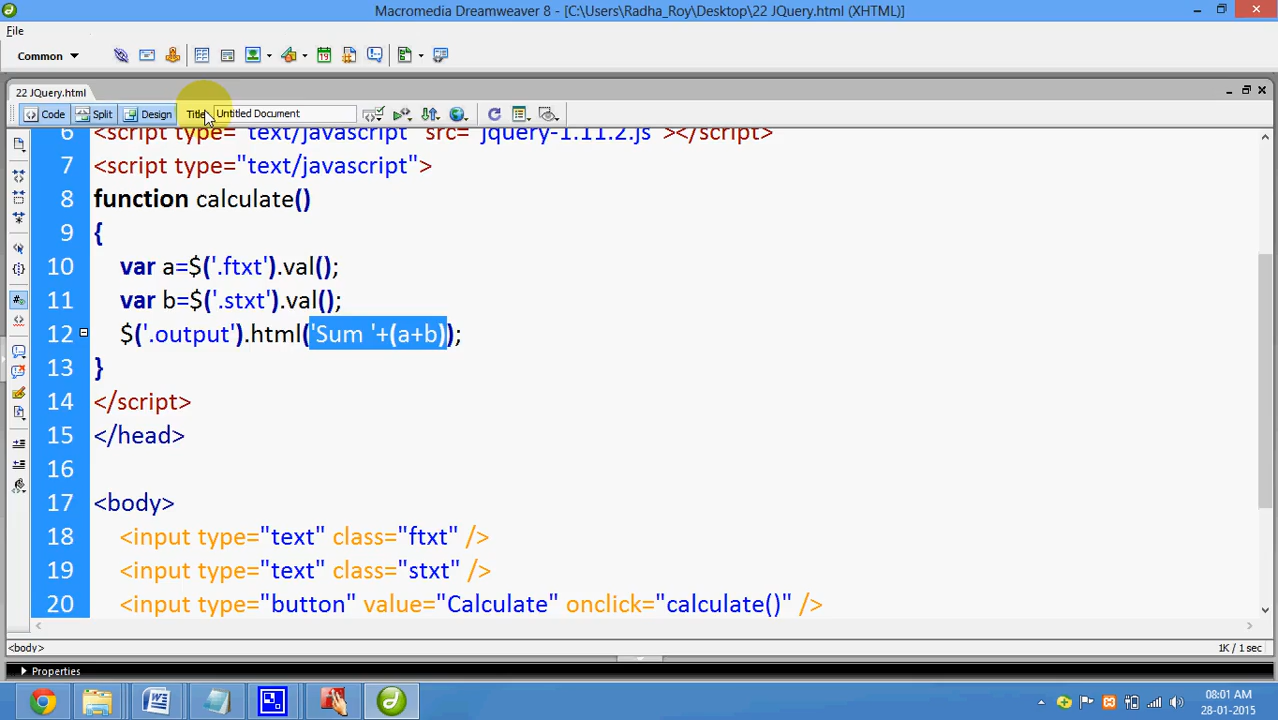 Macromedia Dreamweaver 8 - [C:\Users\Radha_Roy\Desktop\22 JQuery.html (XHTML)]
File
Common
22 JQuery.html
Code Split Design Title Untitled Document
6 <script type="text/javascript" src="jquery-1.11.2.js"></script>
7 <script type="text/javascript">
8 function calculate()
9 {
10 var a=$('.ftxt').val();
11 var b=$('.stxt').val();
12 $('.output').html('Sum '+(a+b));
13 }
14 </script>
15 </head>
16
17 <body>
18 <input type="text" class="ftxt" />
19 <input type="text" class="stxt" />
20 <input type="button" value="Calculate" onclick="calculate()" />
<body> 1K / 1 sec
Properties
08:01 AM
28-01-2015